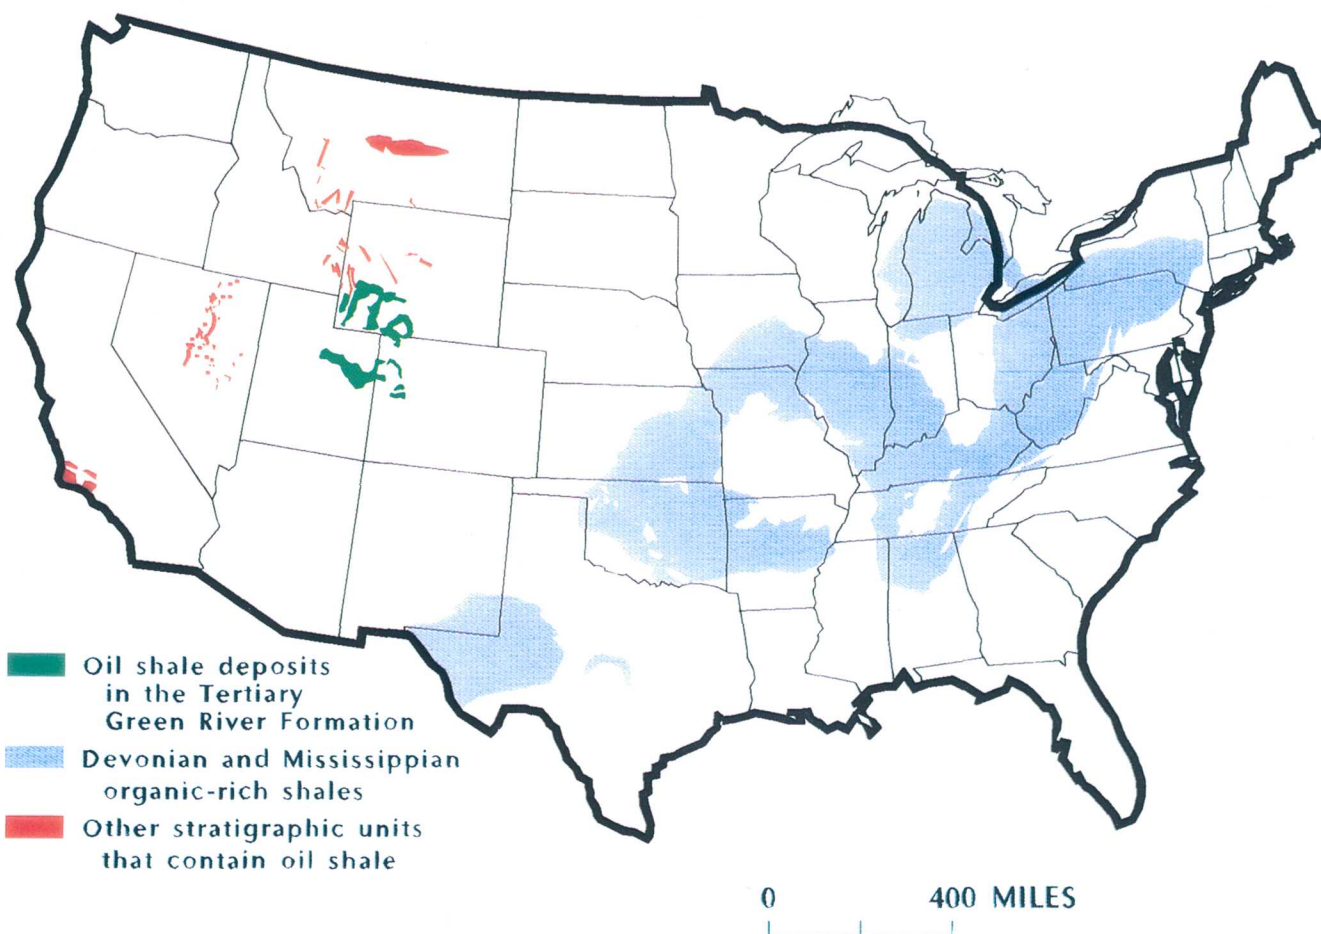 Oil shale deposits
in the Tertiary
Green River Formation
Devonian and Mississippian
organic-rich shales
Other stratigraphic units
that contain oil shale
0 400 MILES